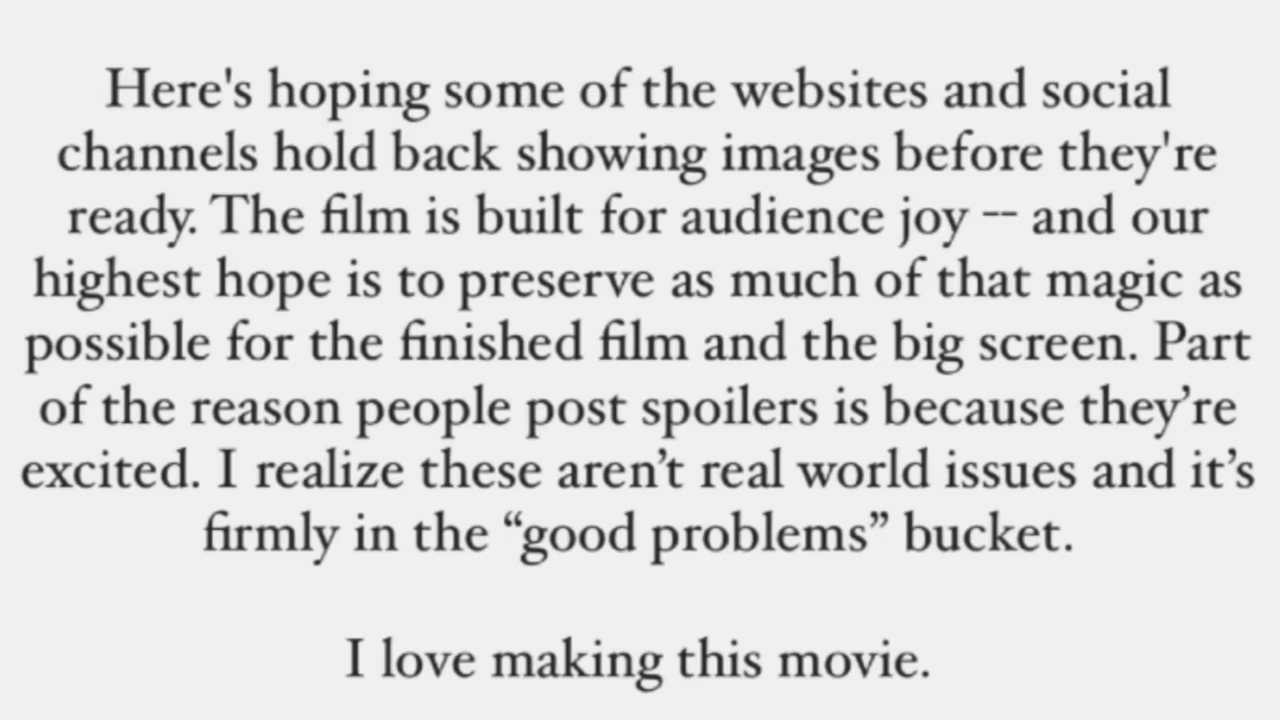 Here's hoping some of the websites and social
channels hold back showing images before they're
ready. The film is built for audience joy -- and our
highest hope is to preserve as much of that magic as
possible for the finished film and the big screen. Part
of the reason people post spoilers is because they’re
excited. I realize these aren’t real world issues and it’s
firmly in the “good problems” bucket.
I love making this movie.